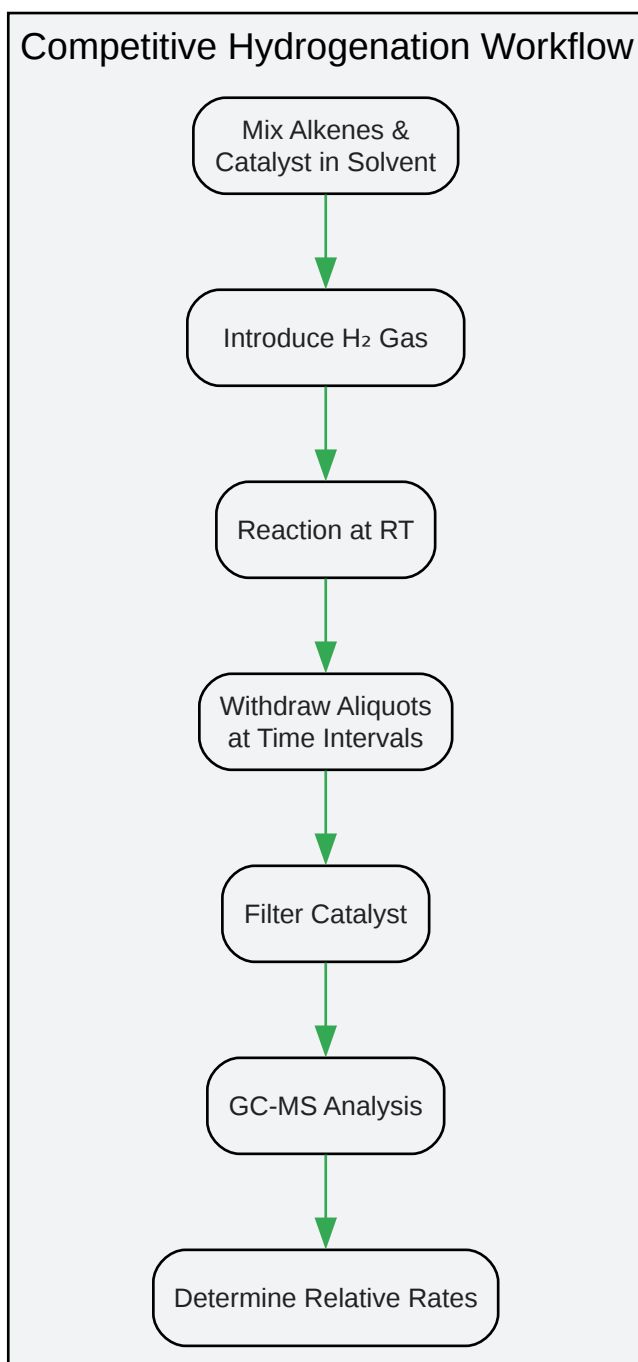 Competitive Hydrogenation Workflow
Mix Alkenes &
Catalyst in Solvent
Introduce H₂ Gas
Reaction at RT
Withdraw Aliquots
at Time Intervals
Filter Catalyst
GC-MS Analysis
Determine Relative Rates